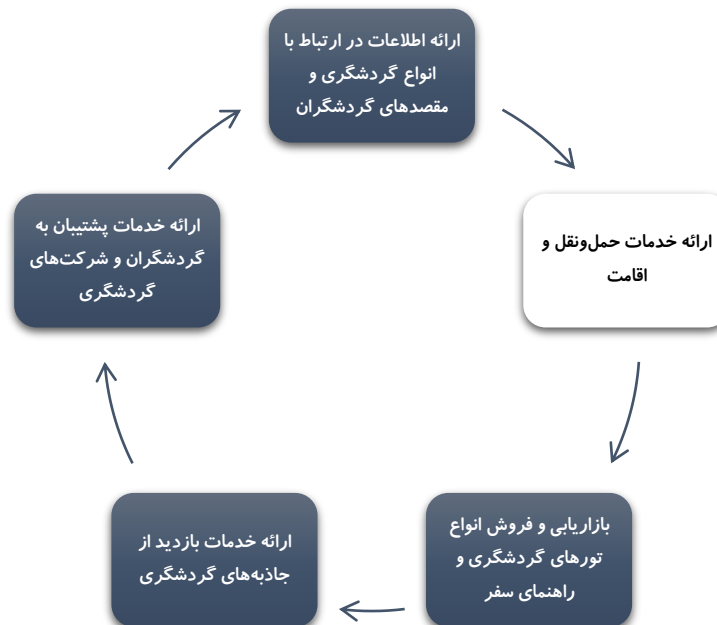 ارائه اطلاعات در ارتباط با
انواع گردشگری و
مقصدهای گردشگران
ارائه خدمات حمل‌ونقل و
اقامت
بازاریابی و فروش انواع
تورهای گردشگری و
راهنمای سفر
ارائه خدمات بازدید از
جاذبه‌های گردشگری
ارائه خدمات پشتیبان به
گردشگران و شرکت‌های
گردشگری